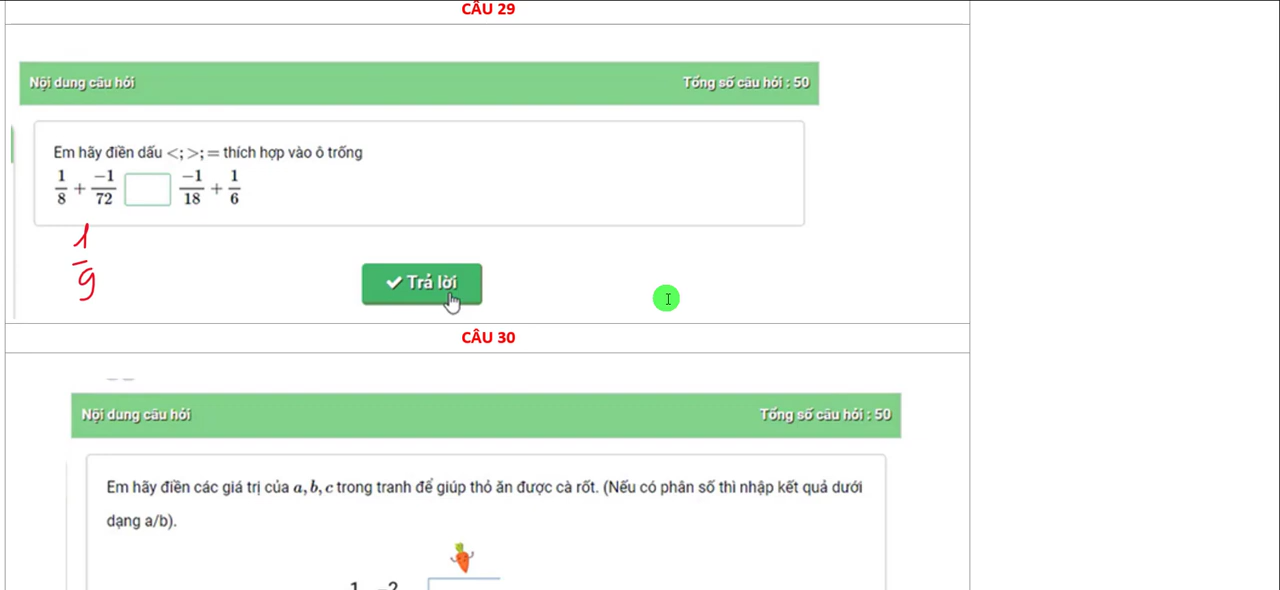 CÂU 29
Nội dung câu hỏi
Tổng số câu hỏi : 50
Em hãy điền dấu <; >; = thích hợp vào ô trống
1/8 + -1/72 □ -1/18 + 1/6
1/9
✓ Trả lời
CÂU 30
Nội dung câu hỏi
Tổng số câu hỏi : 50
Em hãy điền các giá trị của a, b, c trong tranh để giúp thỏ ăn được cà rốt. (Nếu có phân số thì nhập kết quả dưới
dạng a/b).